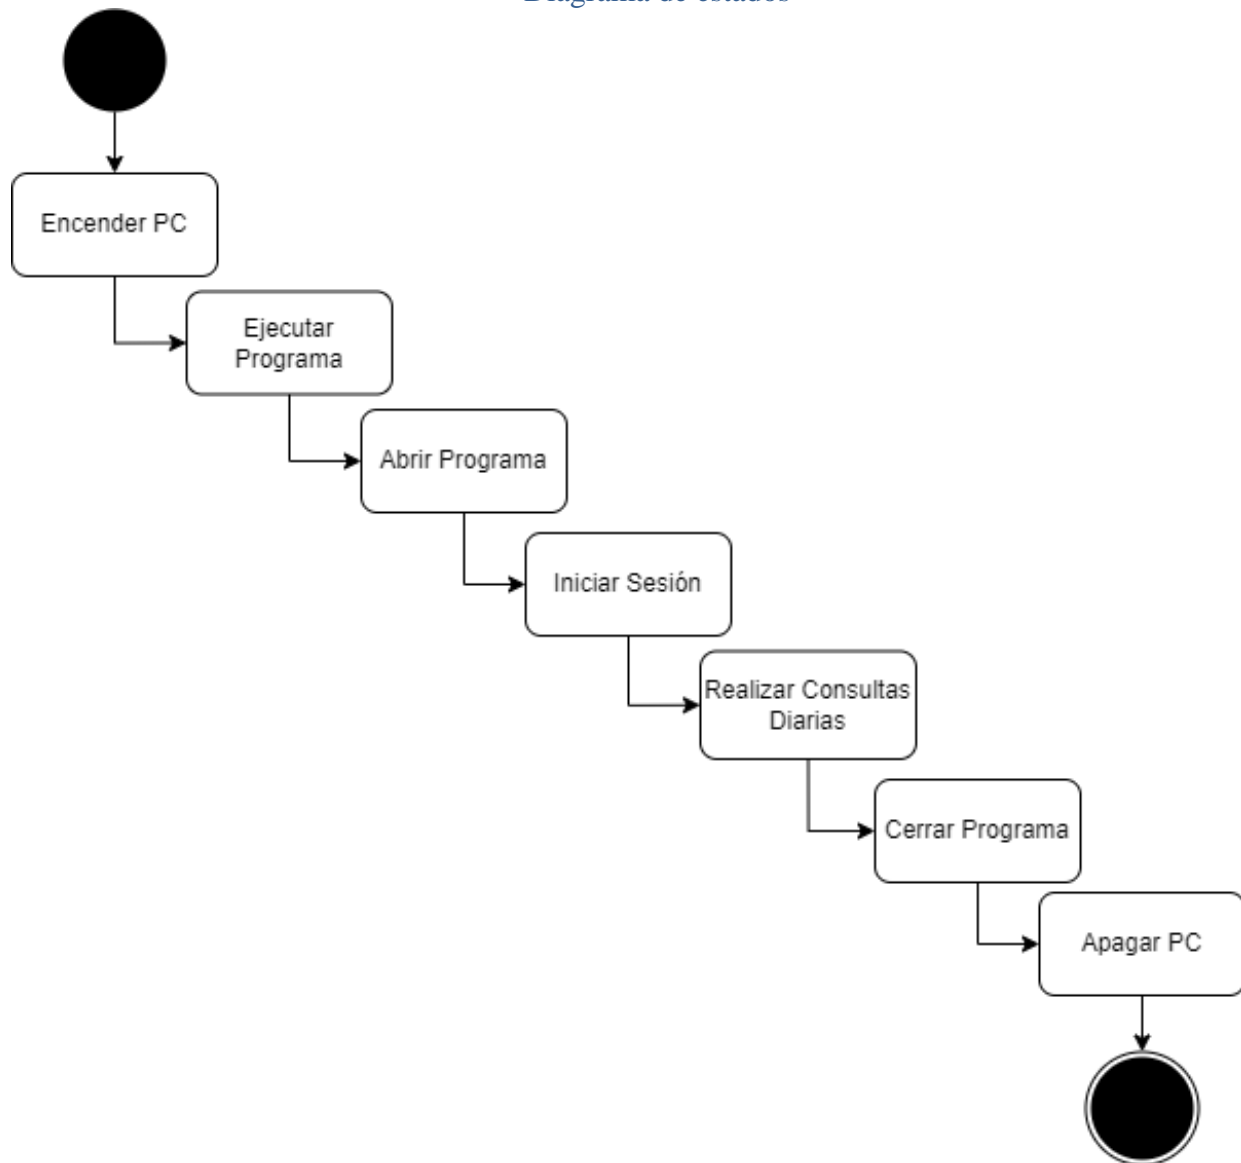 Diagrama de estados
Encender PC
Ejecutar
Programa
Abrir Programa
Iniciar Sesión
Realizar Consultas
Diarias
Cerrar Programa
Apagar PC